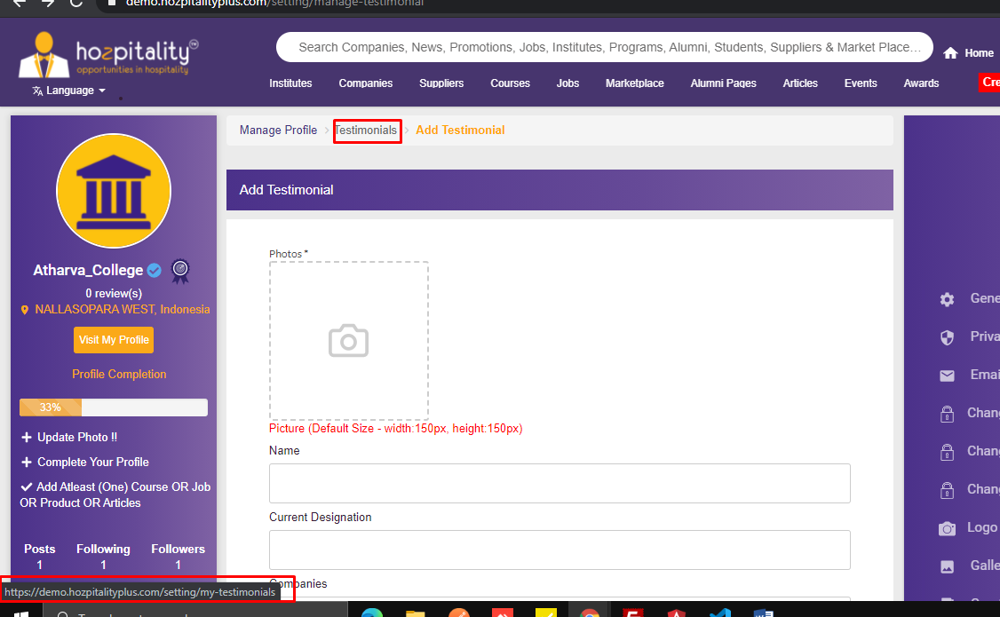 demo.hozpitalityplus.com/setting/manage-testimonial
hozpitality TM
opportunities in hospitality
Language
Search Companies, News, Promotions, Jobs, Institutes, Programs, Alumni, Students, Suppliers & Market Place...
Home
Institutes Companies Suppliers Courses Jobs Marketplace Alumni Pages Articles Events Awards
Cre
Manage Profile > Testimonials > Add Testimonial
Add Testimonial
Atharva_College
0 review(s)
NALLASOPARA WEST, Indonesia
Visit My Profile
Profile Completion
33%
Update Photo !!
Complete Your Profile
Add Atleast (One) Course OR Job
OR Product OR Articles
Posts Following Followers
1 1 1
https://demo.hozpitalityplus.com/setting/my-testimonials
Photos *
Picture (Default Size - width:150px, height:150px)
Name
Current Designation
Companies
Gene
Priva
Emai
Chang
Chang
Chang
Logo
Galle